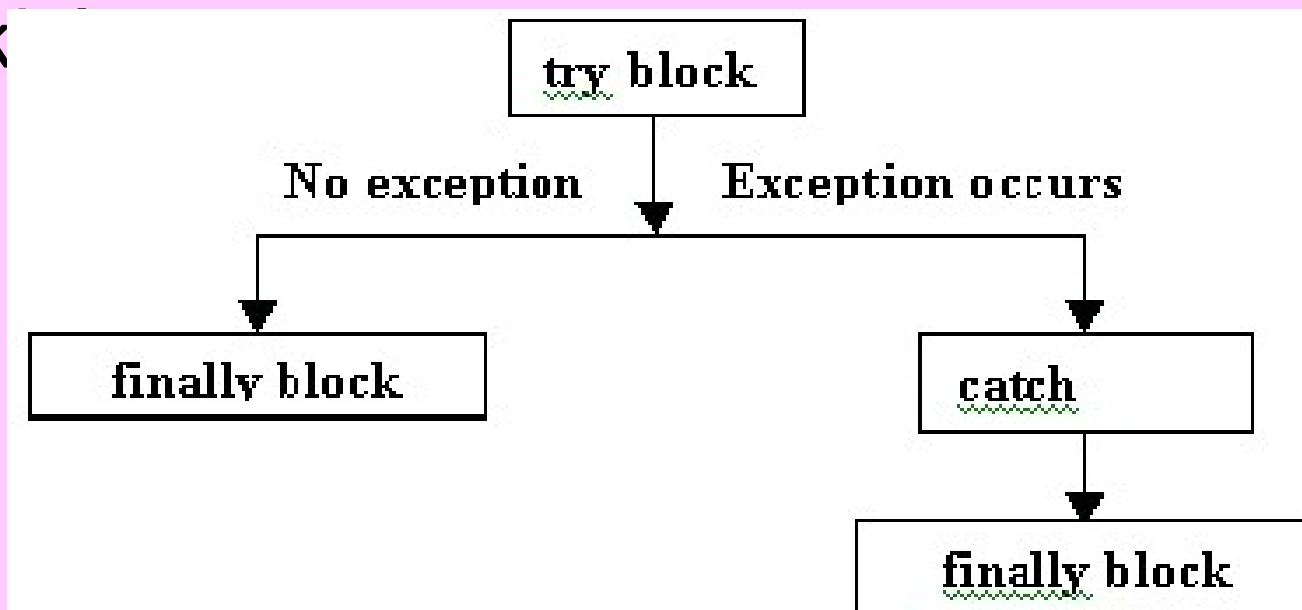 try block
No exception
Exception occurs
finally block
catch
finally block